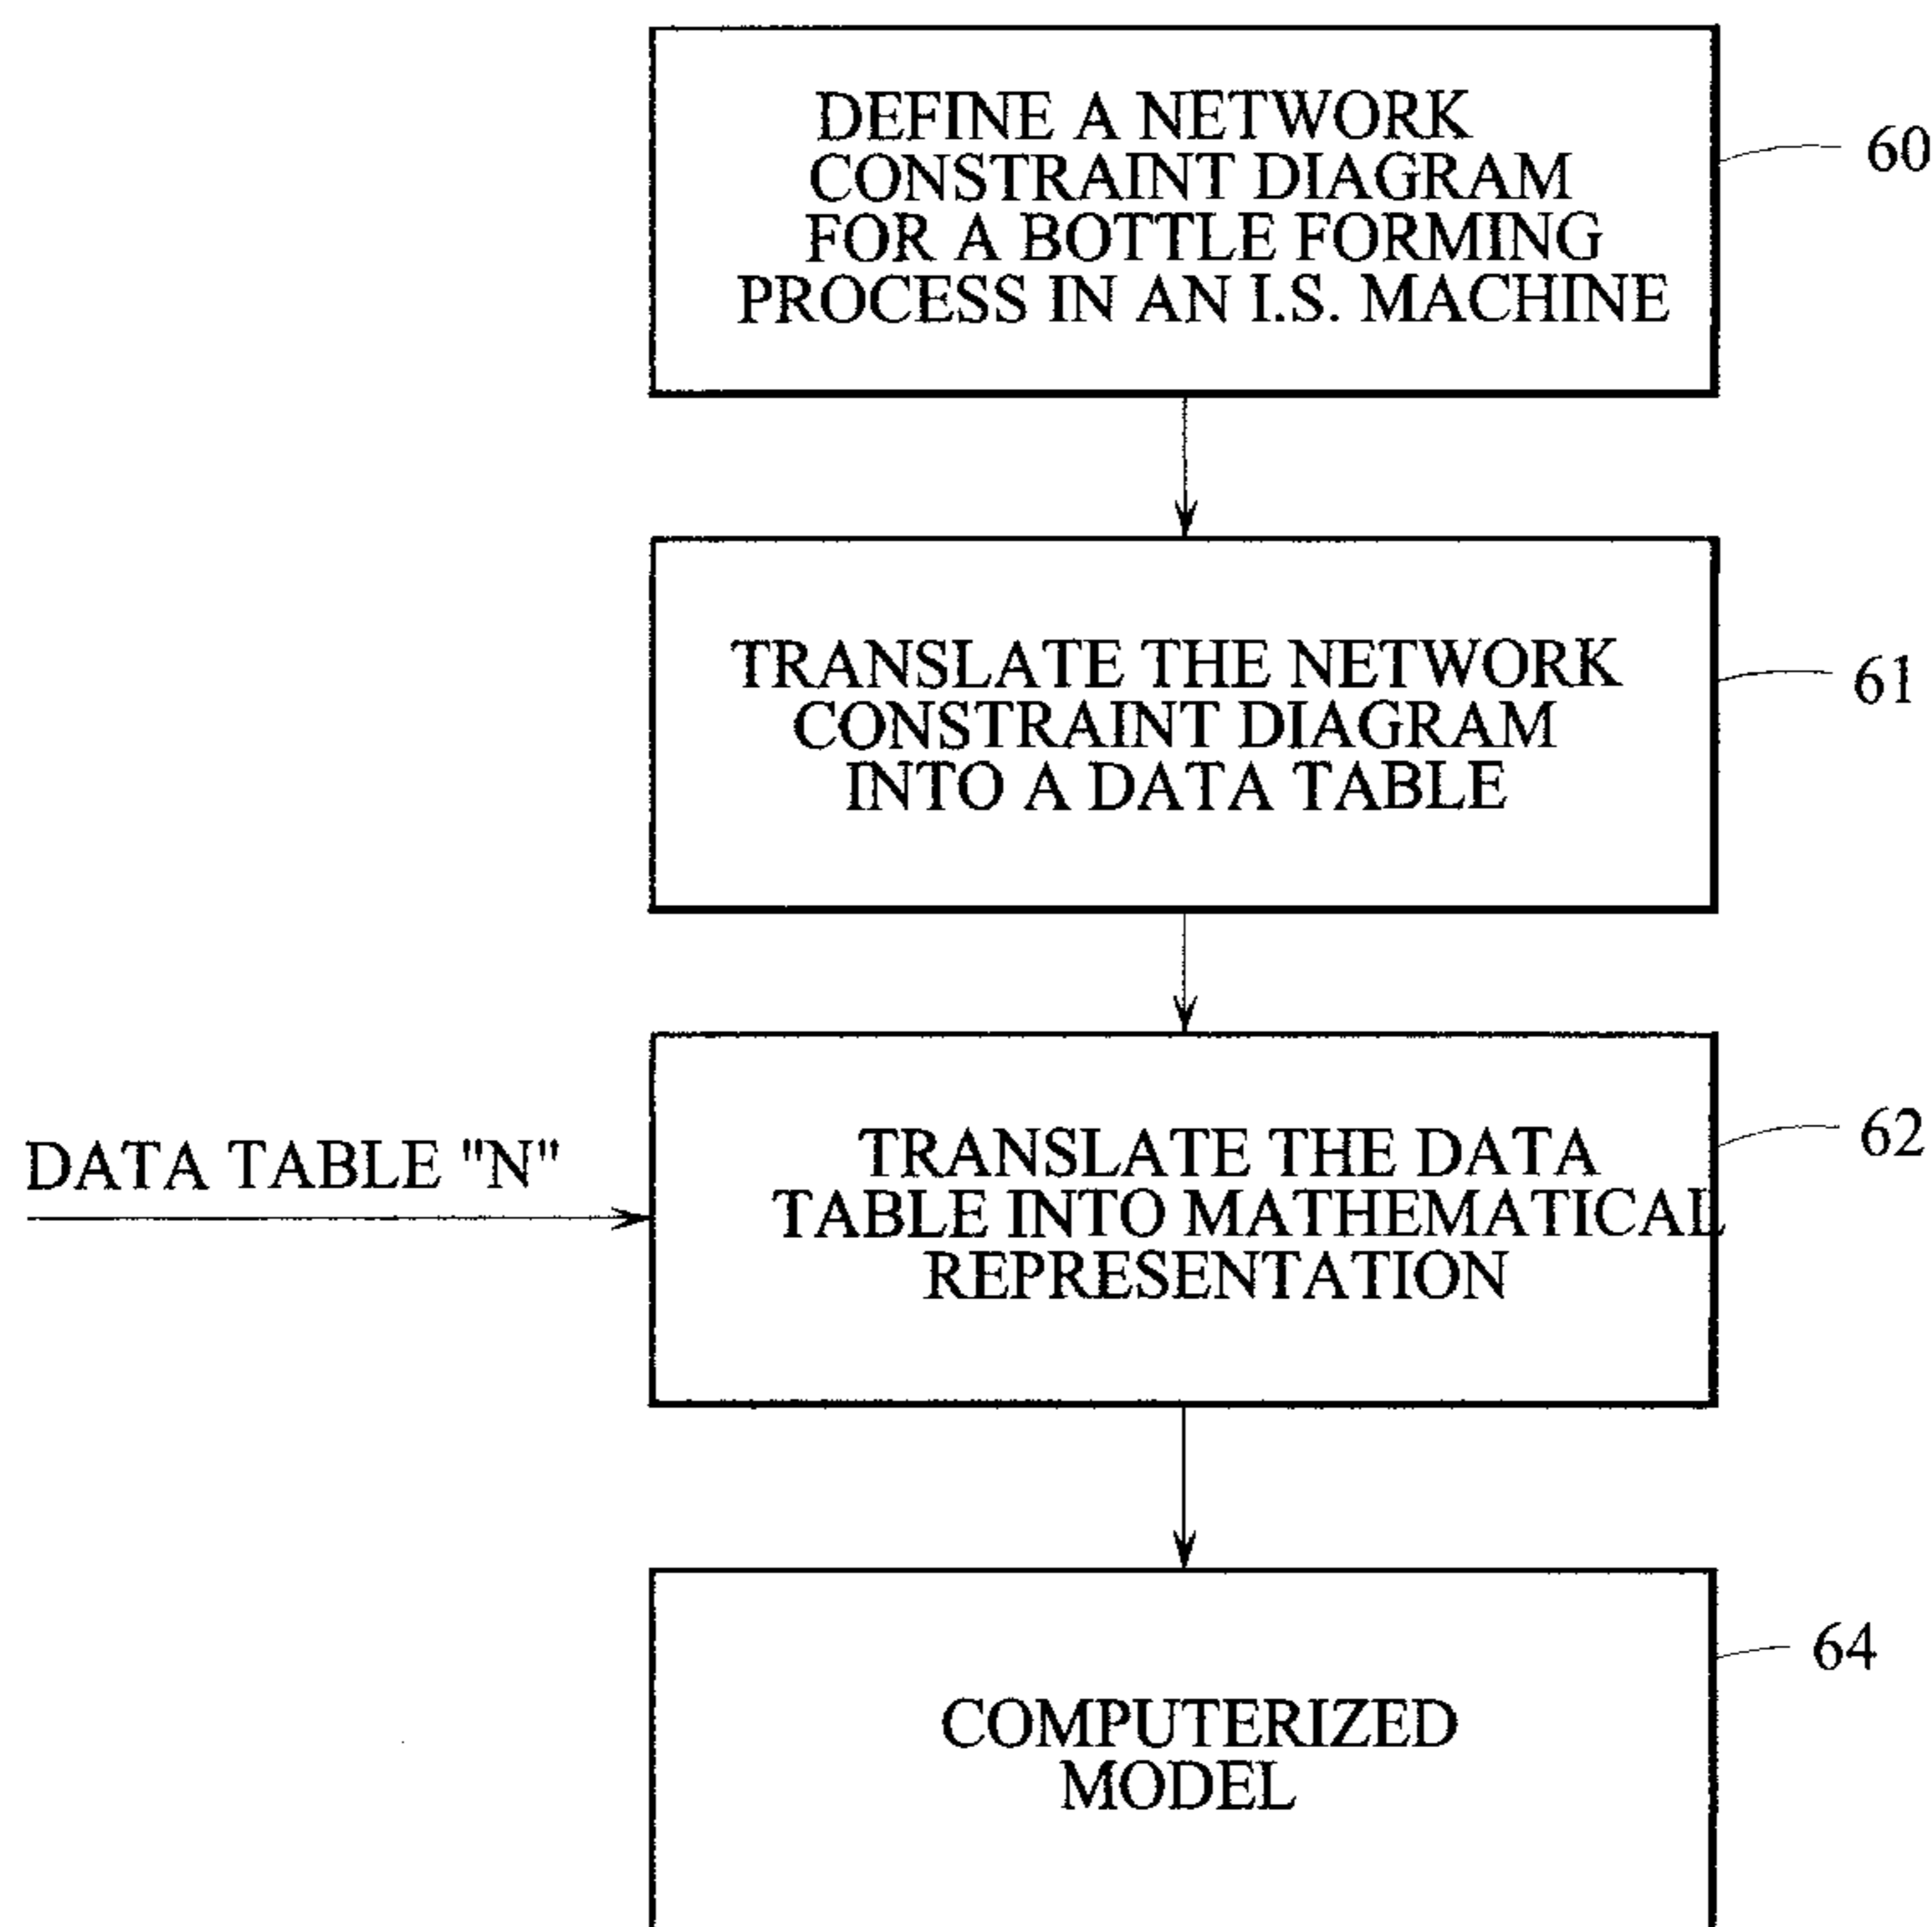 DEFINE A NETWORK
CONSTRAINT DIAGRAM
FOR A BOTTLE FORMING
PROCESS IN AN I.S. MACHINE
60
TRANSLATE THE NETWORK
CONSTRAINT DIAGRAM
INTO A DATA TABLE
61
DATA TABLE "N"
TRANSLATE THE DATA
TABLE INTO MATHEMATICAL
REPRESENTATION
62
COMPUTERIZED
MODEL
64